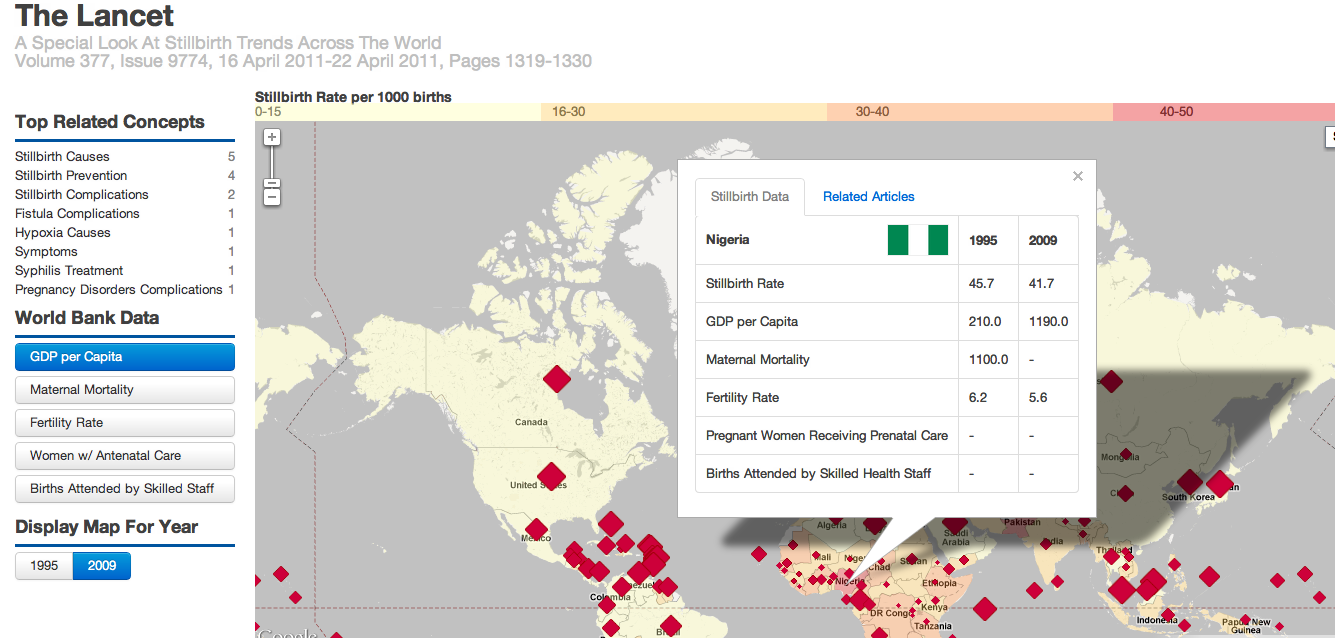 The Lancet
A Special Look At Stillbirth Trends Across The World
Volume 377, Issue 9774, 16 April 2011-22 April 2011, Pages 1319-1330
Top Related Concepts
Stillbirth Causes 5
Stillbirth Prevention 4
Stillbirth Complications 2
Fistula Complications 1
Hypoxia Causes 1
Symptoms 1
Syphilis Treatment 1
Pregnancy Disorders Complications 1
World Bank Data
GDP per Capita
Maternal Mortality
Fertility Rate
Women w/ Antenatal Care
Births Attended by Skilled Staff
Display Map For Year
1995 2009
Stillbirth Rate per 1000 births
0-15 16-30 30-40 40-50
Stillbirth Data Related Articles
Nigeria 1995 2009
Stillbirth Rate 45.7 41.7
GDP per Capita 210.0 1190.0
Maternal Mortality 1100.0 -
Fertility Rate 6.2 5.6
Pregnant Women Receiving Prenatal Care - -
Births Attended by Skilled Health Staff - -
Canada
United
Mexico
Colombia
Google
Algeria
Saudi
Arabia
Pakistan
India
Mali
Niger
Chad
Sudan
Nigeria
Ethiopia
Kenya
DR Congo
Tanzania
Mongolia
South Korea
Thailand
Indonesia
Papua New
Guinea